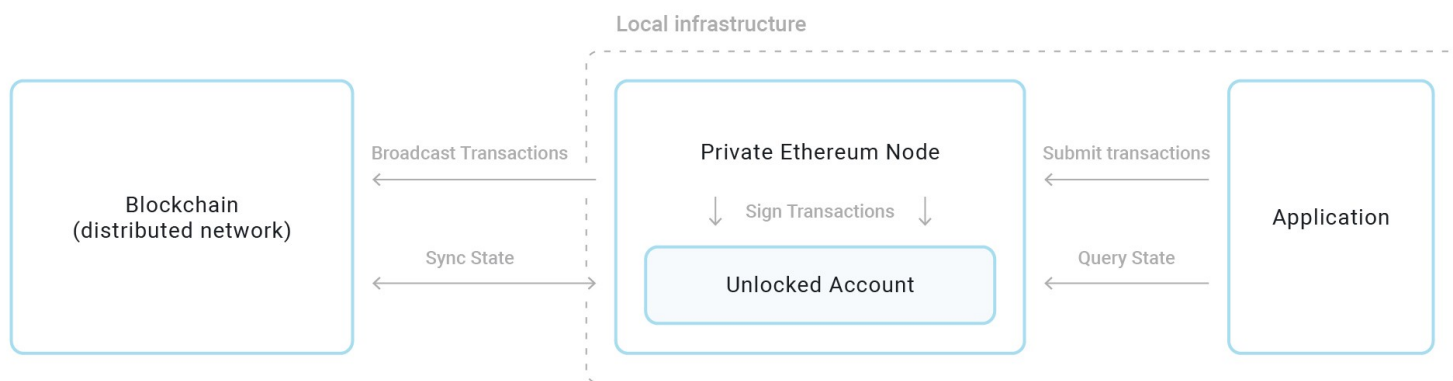 Local infrastructure
Blockchain
(distributed network)
Broadcast Transactions
Sync State
Private Ethereum Node
Sign Transactions
Unlocked Account
Submit transactions
Query State
Application